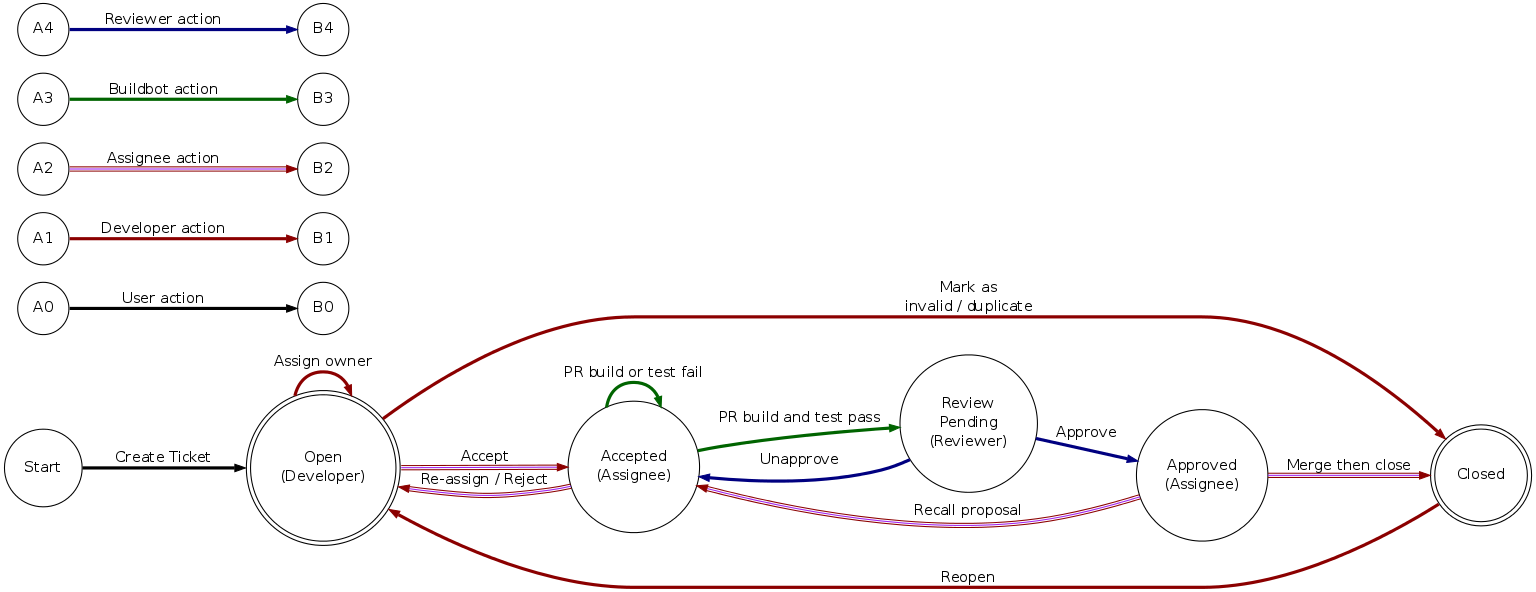 A4
Reviewer action
B4
A3
Buildbot action
B3
A2
Assignee action
B2
A1
Developer action
B1
A0
User action
B0
Mark as
invalid / duplicate
Assign owner
PR build or test fail
PR build and test pass
Review
Pending
(Reviewer)
Approve
Start
Create Ticket
Open
(Developer)
Accept
Re-assign / Reject
Accepted
(Assignee)
Unapprove
Approved
(Assignee)
Merge then close
Closed
Recall proposal
Reopen